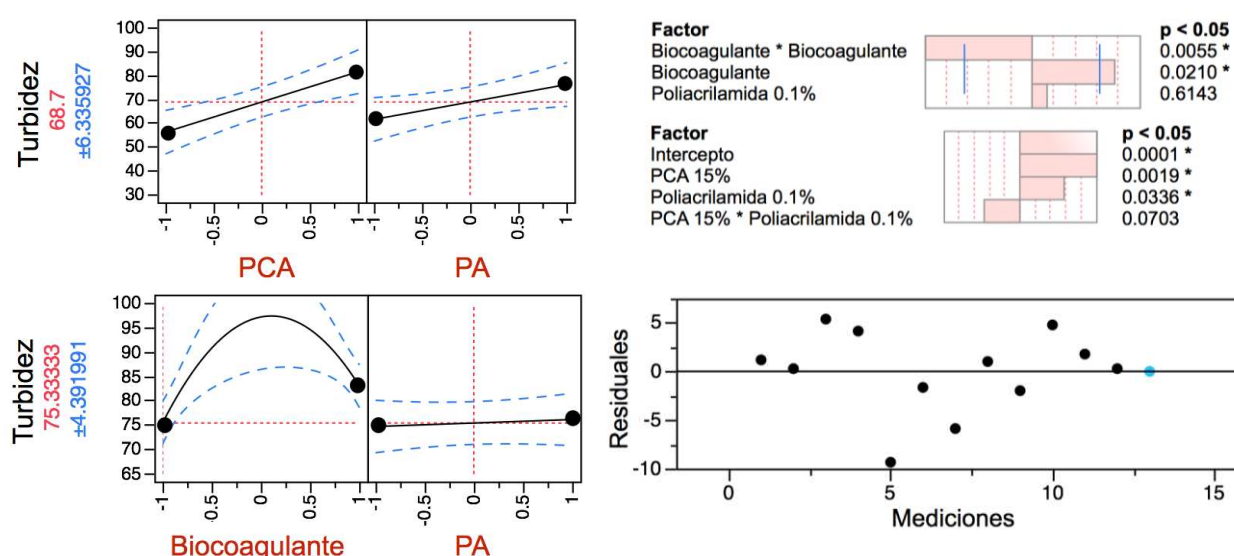 Turbidez
68.7
±6.335927
100
90
80
70
60
50
40
30
-1
-0.5
0
0.5
1
-1
-0.5
0
0.5
1
PCA
PA
Factor p < 0.05
Biocoagulante * Biocoagulante 0.0055 *
Biocoagulante 0.0210 *
Poliacrilamida 0.1% 0.6143
Factor p < 0.05
Intercepto 0.0001 *
PCA 15% 0.0019 *
Poliacrilamida 0.1% 0.0336 *
PCA 15% * Poliacrilamida 0.1% 0.0703
Turbidez
75.33333
±4.391991
100
95
90
85
80
75
70
65
-1
-0.5
0
0.5
1
-1
-0.5
0
0.5
1
Biocoagulante
PA
Residuales
5
0
-5
-10
0
5
10
15
Mediciones